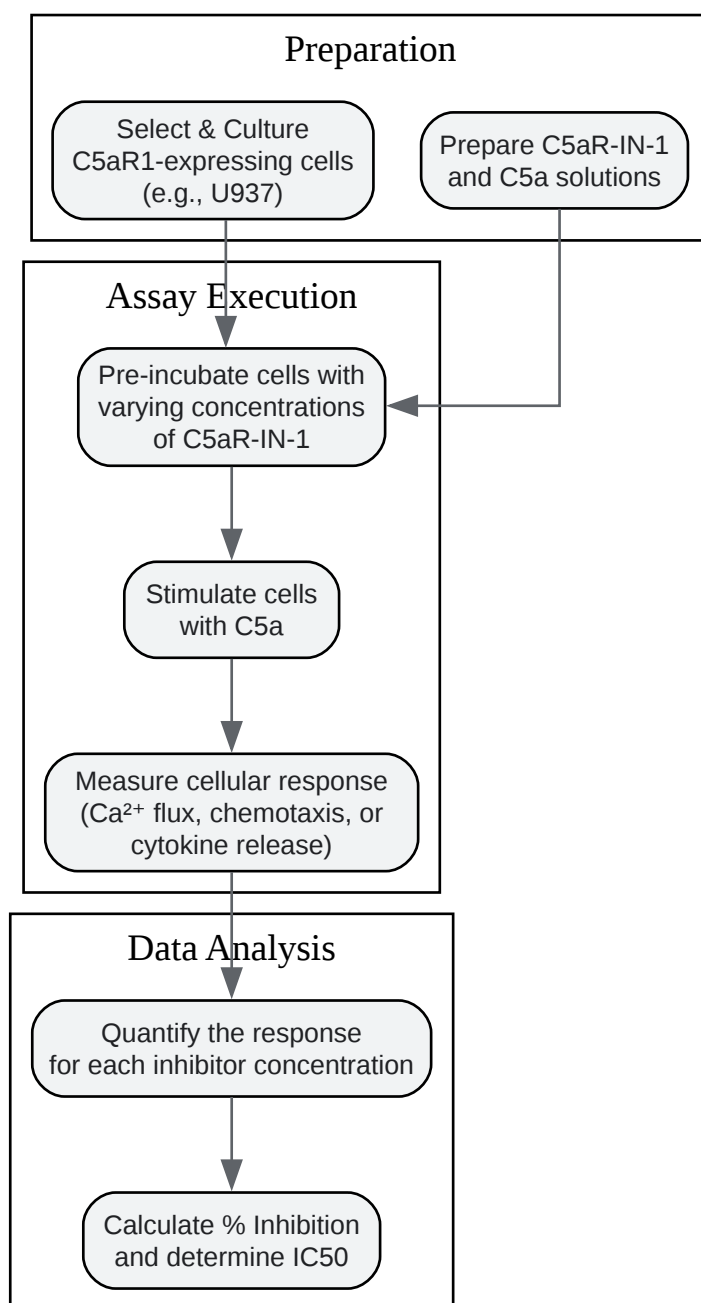 Preparation
Select & Culture
C5aR1-expressing cells
(e.g., U937)
Prepare C5aR-IN-1
and C5a solutions
Assay Execution
Pre-incubate cells with
varying concentrations
of C5aR-IN-1
Stimulate cells
with C5a
Measure cellular response
(Ca²⁺ flux, chemotaxis, or
cytokine release)
Data Analysis
Quantify the response
for each inhibitor concentration
Calculate % Inhibition
and determine IC50